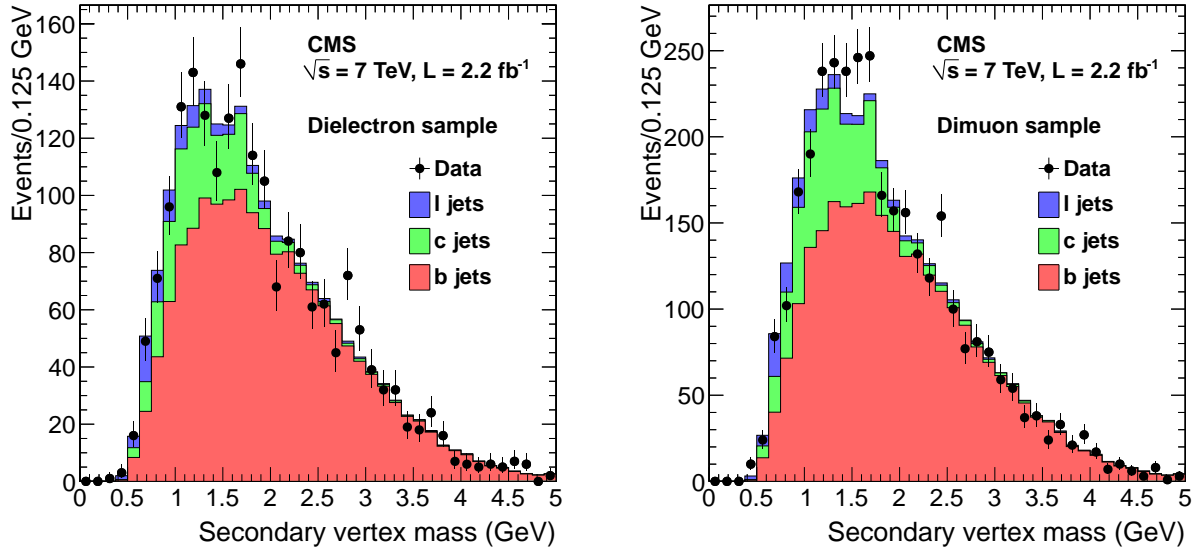 Events/0.125 GeV
160
140
120
100
80
60
40
20
0
CMS
√s = 7 TeV, L = 2.2 fb⁻¹
Dielectron sample
Data
l jets
c jets
b jets
0 0.5 1 1.5 2 2.5 3 3.5 4 4.5 5
Secondary vertex mass (GeV)
Events/0.125 GeV
250
200
150
100
50
0
CMS
√s = 7 TeV, L = 2.2 fb⁻¹
Dimuon sample
Data
l jets
c jets
b jets
0 0.5 1 1.5 2 2.5 3 3.5 4 4.5 5
Secondary vertex mass (GeV)